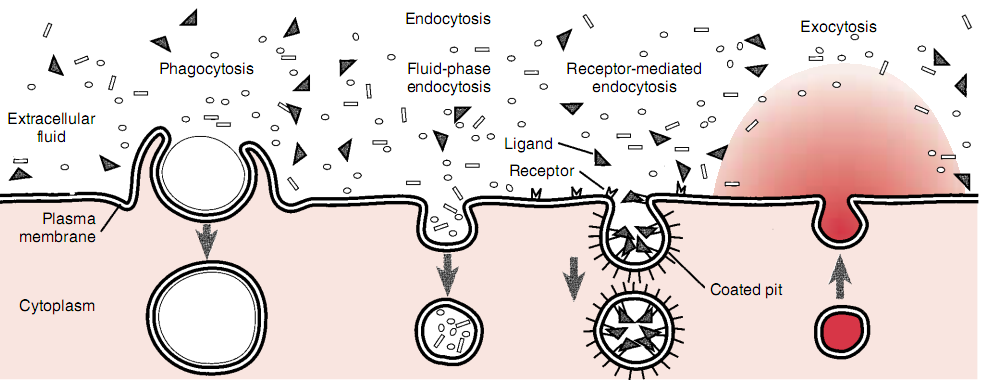 Endocytosis
Exocytosis
Phagocytosis
Fluid-phase
endocytosis
Receptor-mediated
endocytosis
Extracellular
fluid
Ligand
Receptor
Plasma
membrane
Coated pit
Cytoplasm